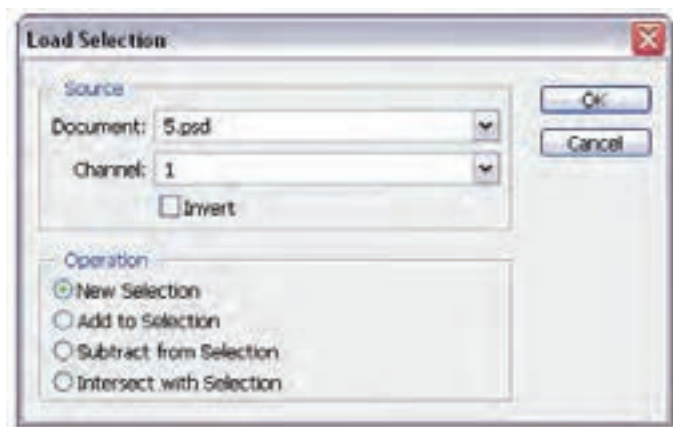 Load Selection
Source
OK
Document: 5.psd
Cancel
Channel: 1
Invert
Operation
New Selection
Add to Selection
Subtract from Selection
Intersect with Selection